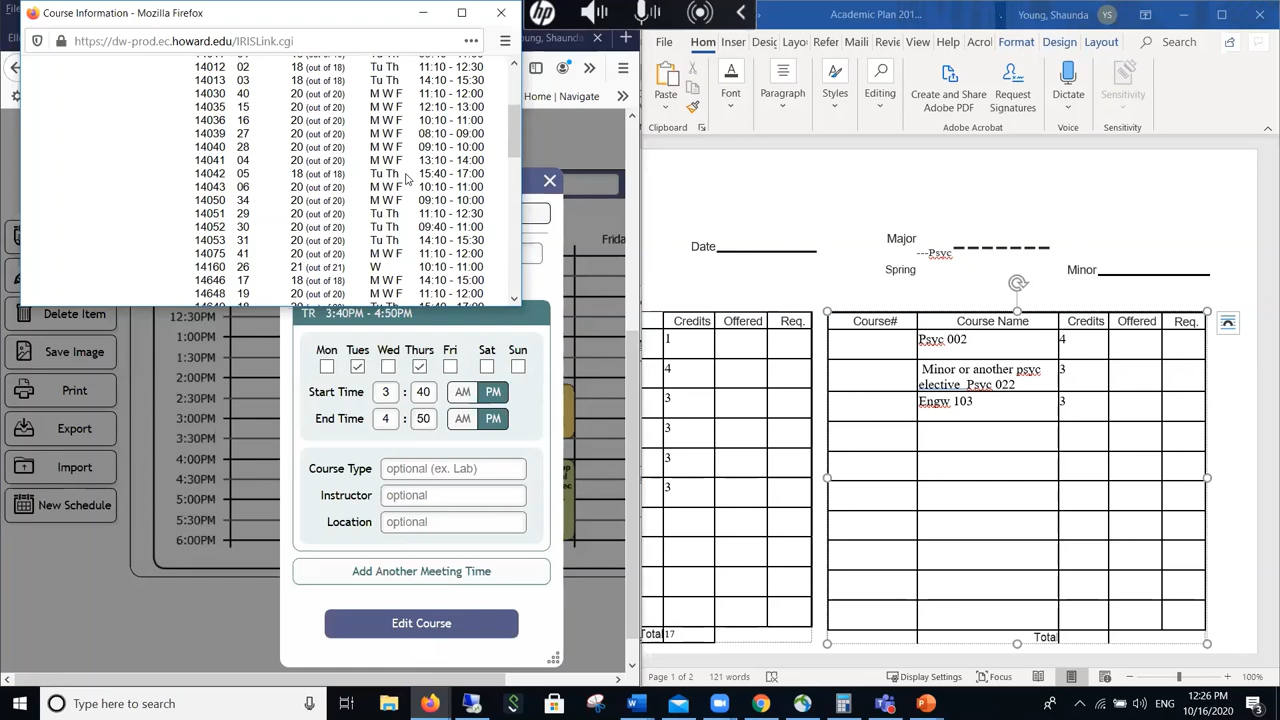 Course Information - Mozilla Firefox
https://dw-prod.ec.howard.edu/IRISLink.cgi
14012 02 18 (out of 18) Tu Th 11:10 - 12:30
14013 03 18 (out of 18) Tu Th 14:10 - 15:30
14030 40 20 (out of 20) M W F 11:10 - 12:00
14035 15 20 (out of 20) M W F 12:10 - 13:00
14036 16 20 (out of 20) M W F 10:10 - 11:00
14039 27 20 (out of 20) M W F 08:10 - 09:00
14040 28 20 (out of 20) M W F 09:10 - 10:00
14041 04 20 (out of 20) M W F 13:10 - 14:00
14042 05 18 (out of 18) Tu Th 15:40 - 17:00
14043 06 20 (out of 20) M W F 10:10 - 11:00
14050 34 20 (out of 20) M W F 09:10 - 10:00
14051 29 20 (out of 20) Tu Th 11:10 - 12:30
14052 30 20 (out of 20) Tu Th 09:40 - 11:00
14053 31 20 (out of 20) Tu Th 14:10 - 15:30
14075 41 20 (out of 20) M W F 11:10 - 12:00
14160 26 21 (out of 21) W 10:10 - 11:00
14646 17 18 (out of 18) M W F 14:10 - 15:00
14648 19 20 (out of 20) M W F 11:10 - 12:00
hp
oung, Shaunda
Home | Navigate
Frida
Delete Item
Save Image
Print
Export
Import
New Schedule
12:30PM
1:00PM
1:30PM
2:00PM
2:30PM
3:00PM
3:30PM
4:00PM
4:30PM
5:00PM
5:30PM
6:00PM
TR 3:40PM - 4:50PM
Mon Tues Wed Thurs Fri Sat Sun
Start Time 3 : 40 AM PM
End Time 4 : 50 AM PM
Course Type optional (ex. Lab)
Instructor optional
Location optional
Add Another Meeting Time
Edit Course
Academic Plan 201... Young, Shaunda YS
File Hom Inser Desig Layo Refer Maili Revi View Devel Help Acro Format Design Layout Search
Paste Font Paragraph Styles Editing Create and Share Adobe PDF Request Signatures Dictate Sensitivity
Clipboard Adobe Acrobat Voice Sensitivity
Date Major
---Psyc
Spring Minor
Credits Offered Req. Course# Course Name Credits Offered Req.
1 Psyc 002 4
4 Minor or another psyc 3
elective Psyc 022
3 Engw 103 3
3
3
3
Total 17 Total
Page 1 of 2 121 words Display Settings Focus 100%
Type here to search
12:26 PM
10/16/2020
3